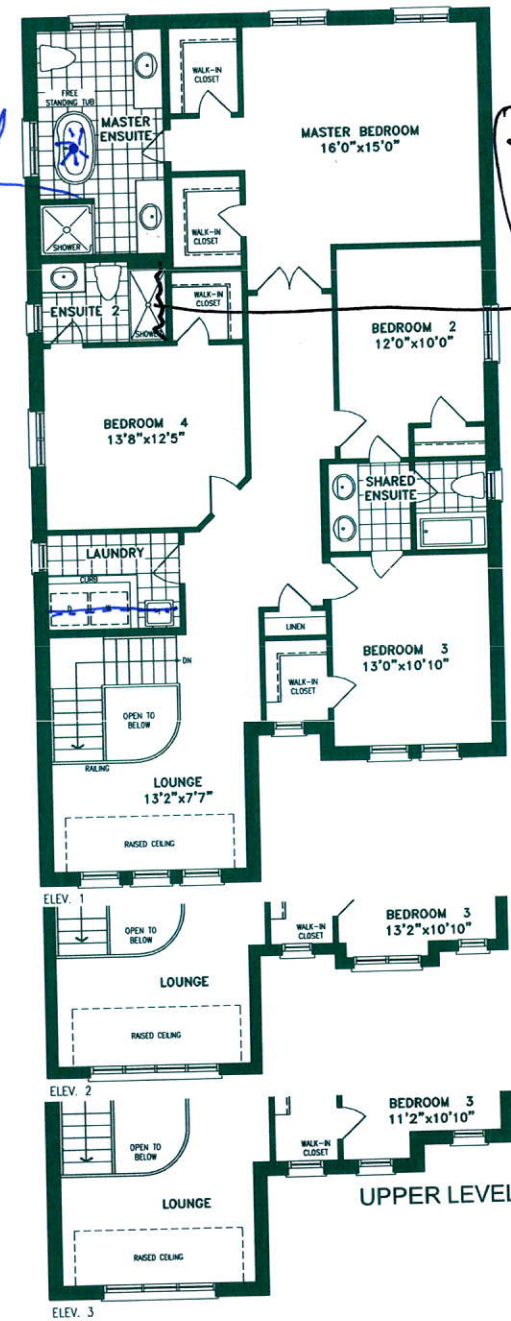 WALK-IN
CLOSET
FREE
STANDING TUB
MASTER
ENSUITE
MASTER BEDROOM
16'0"x15'0"
WALK-IN
CLOSET
SHOWER
ENSUITE 2
SHOWER
WALK-IN
CLOSET
BEDROOM 2
12'0"x10'0"
BEDROOM 4
13'8"x12'5"
SHARED
ENSUITE
LAUNDRY
CURB
LINEN
BEDROOM 3
13'0"x10'10"
WALK-IN
CLOSET
DN
OPEN TO
BELOW
RAILING
LOUNGE
13'2"x7'7"
RAISED CEILING
ELEV. 1
OPEN TO
BELOW
WALK-IN
CLOSET
BEDROOM 3
13'2"x10'10"
LOUNGE
RAISED CEILING
ELEV. 2
OPEN TO
BELOW
WALK-IN
CLOSET
BEDROOM 3
11'2"x10'10"
LOUNGE
UPPER LEVEL
RAISED CEILING
ELEV. 3